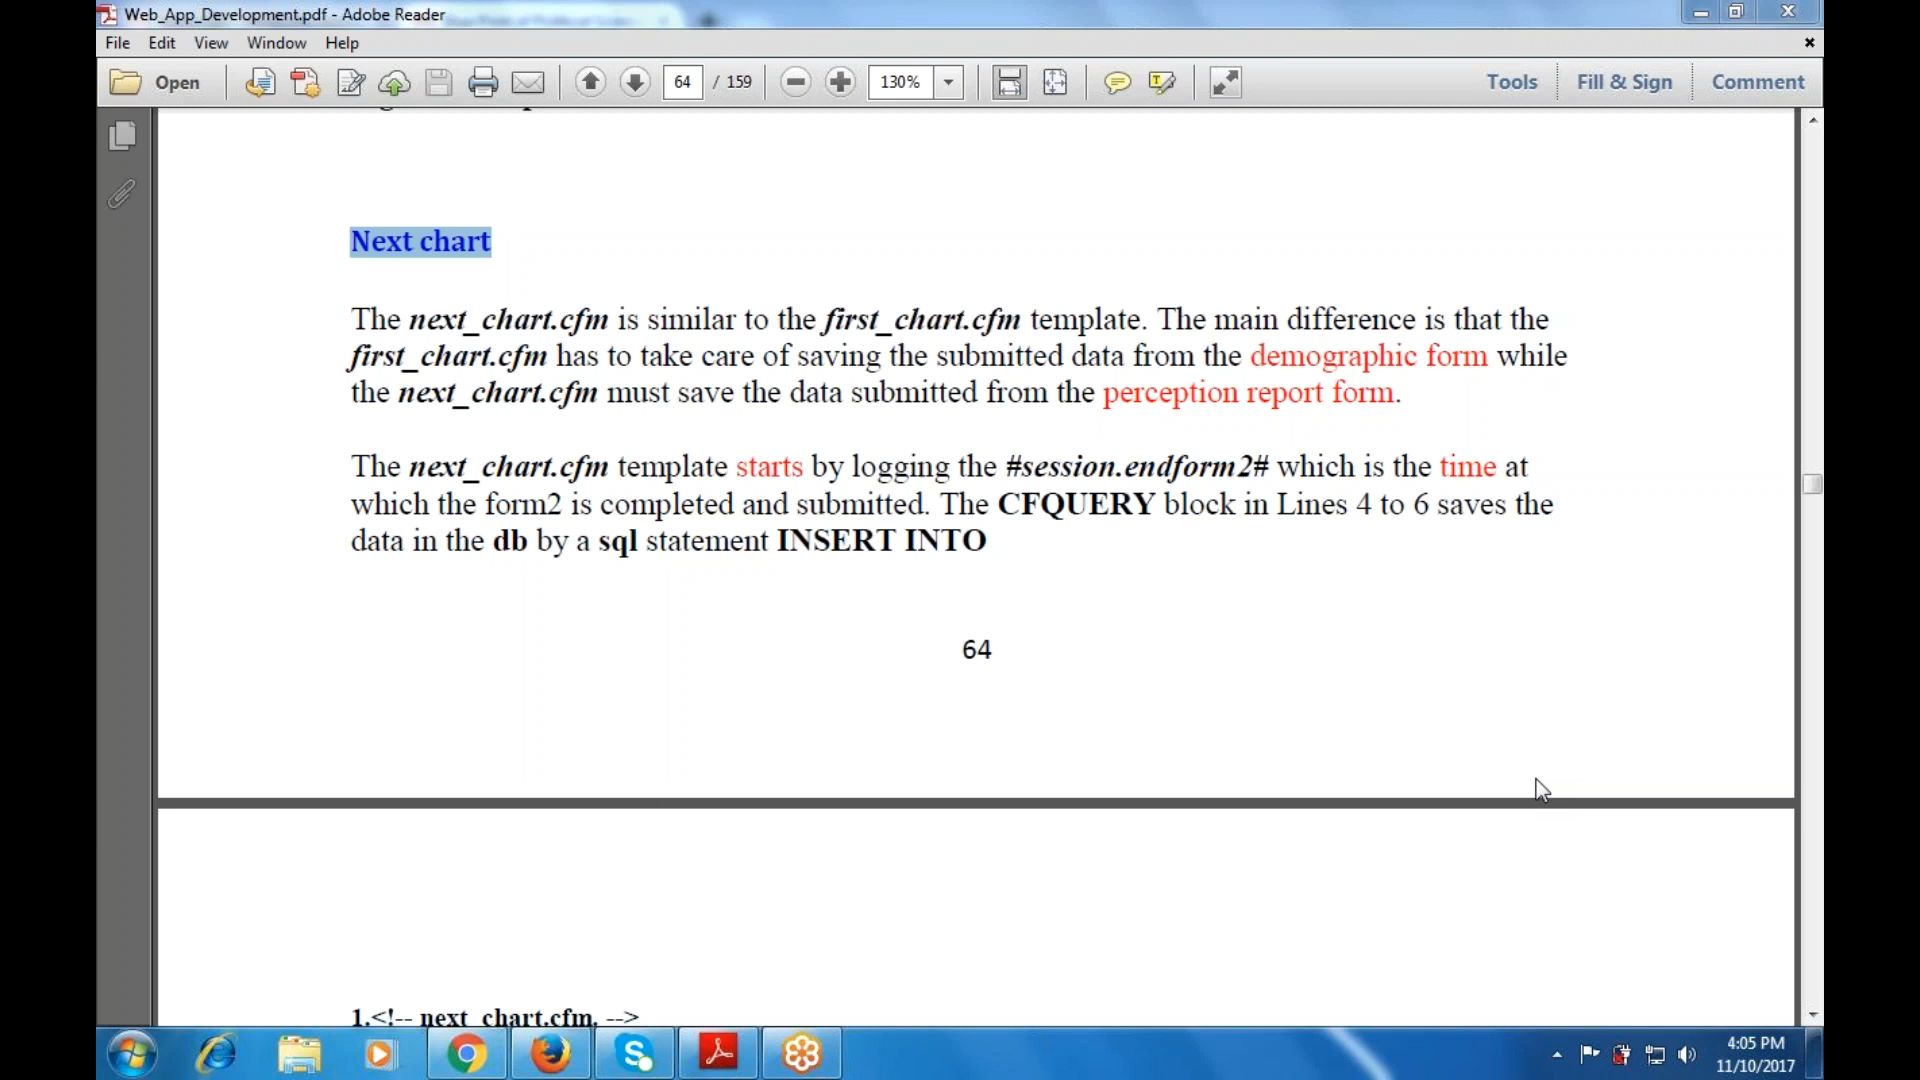 Web_App_Development.pdf - Adobe Reader
File Edit View Window Help
Open 64 / 159 130% Tools Fill & Sign Comment
Next chart
The next_chart.cfm is similar to the first_chart.cfm template. The main difference is that the
first_chart.cfm has to take care of saving the submitted data from the demographic form while
the next_chart.cfm must save the data submitted from the perception report form.
The next_chart.cfm template starts by logging the #session.endform2# which is the time at
which the form2 is completed and submitted. The CFQUERY block in Lines 4 to 6 saves the
data in the db by a sql statement INSERT INTO
64
1.<!-- next_chart.cfm. -->
4:05 PM
11/10/2017